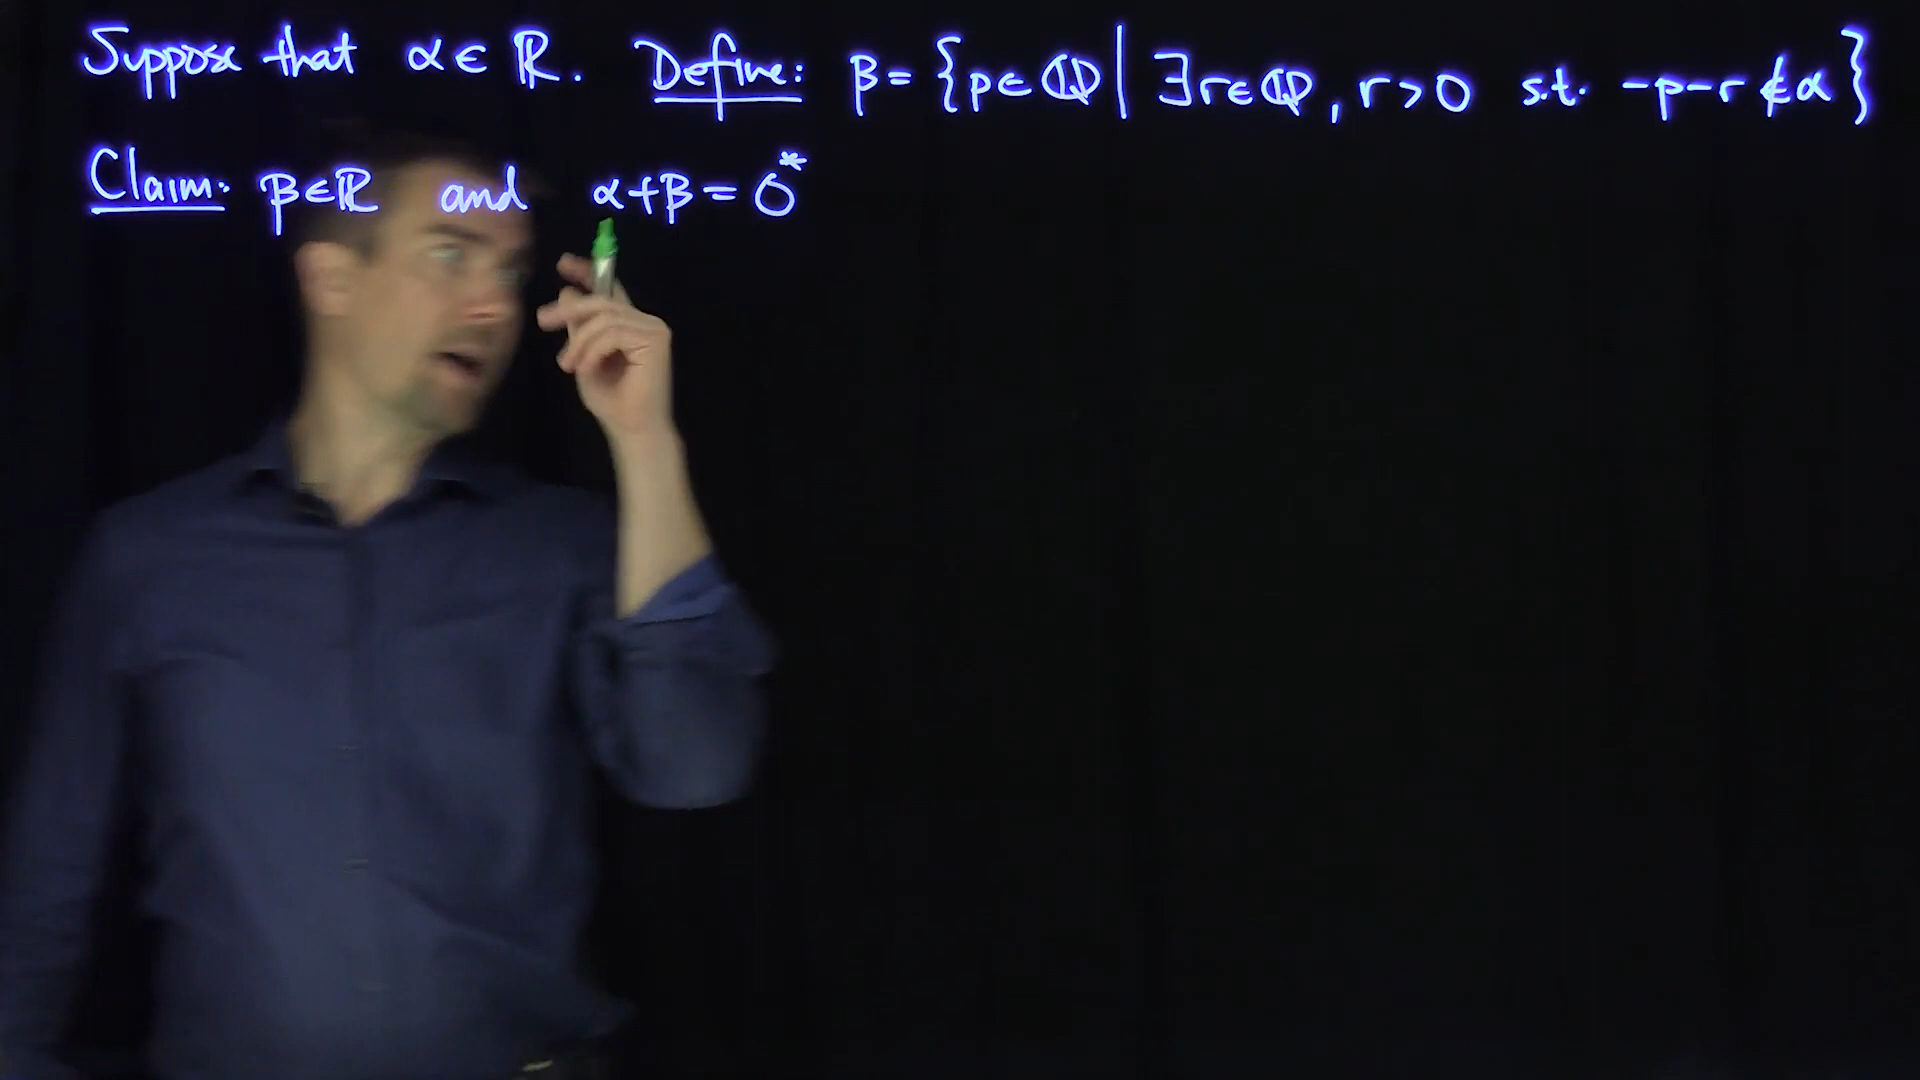 Suppose that α∈ℝ. Define: β = {p∈ℚ | ∃r∈ℚ, r>0 s.t. -p-r∉α}
Claim: β∈ℝ and α+β=0*